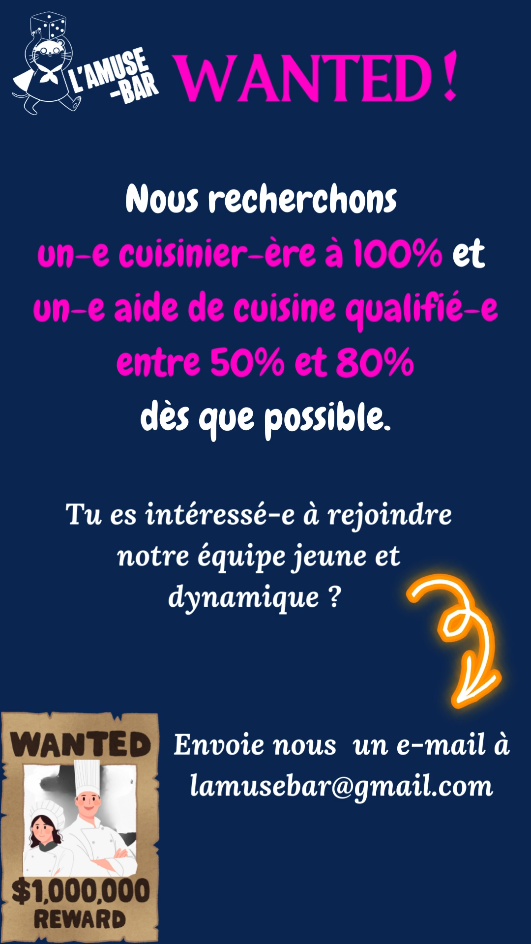 L'AMUSE
-BAR
WANTED!
Nous recherchons
un-e cuisinier-ère à 100% et
un-e aide de cuisine qualifié-e
entre 50% et 80%
dès que possible.
Tu es intéressé-e à rejoindre
notre équipe jeune et
dynamique ?
Envoie nous un e-mail à
lamusebar@gmail.com
WANTED
$1,000,000
REWARD